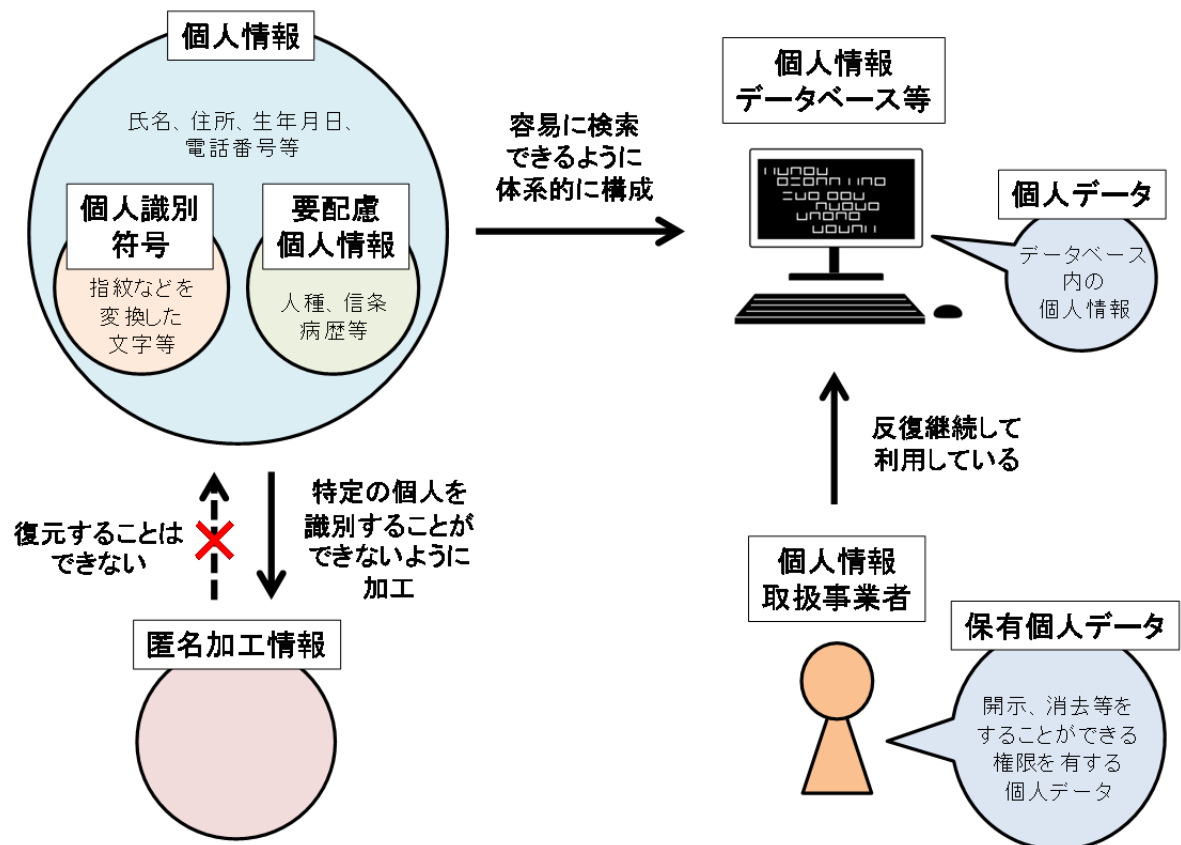 個人情報
氏名、住所、生年月日、
電話番号等
個人識別
符号
指紋などを
変換した
文字等
要配慮
個人情報
人種、信条
病歴等
容易に検索
できるように
体系的に構成
個人情報
データベース等
個人データ
データベース
内の
個人情報
反復継続して
利用している
復元することは
できない
特定の個人を
識別することが
できないように
加工
匿名加工情報
個人情報
取扱事業者
保有個人データ
開示、消去等を
することができる
権限を有する
個人データ